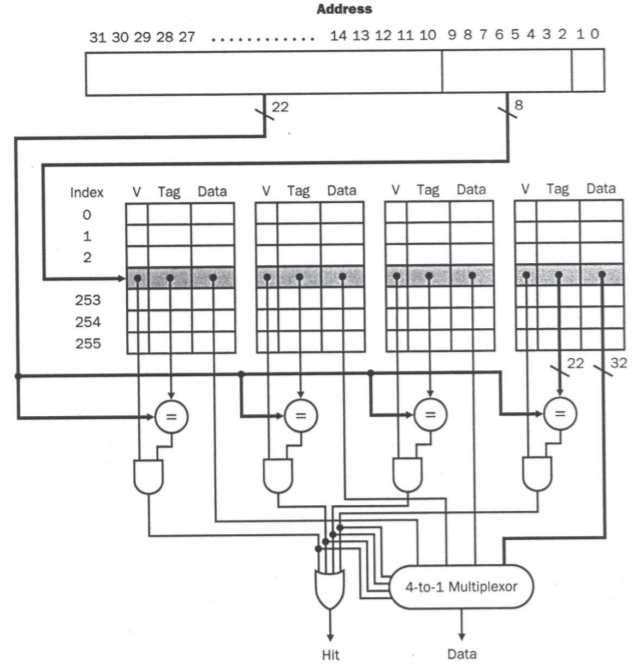 Address
31 30 29 28 27 ............ 14 13 12 11 10 9 8 7 6 5 4 3 2 1 0
22
8
Index V Tag Data V Tag Data V Tag Data V Tag Data
0
1
2
253
254
255
22 32
= = = =
4-to-1 Multiplexor
Hit Data